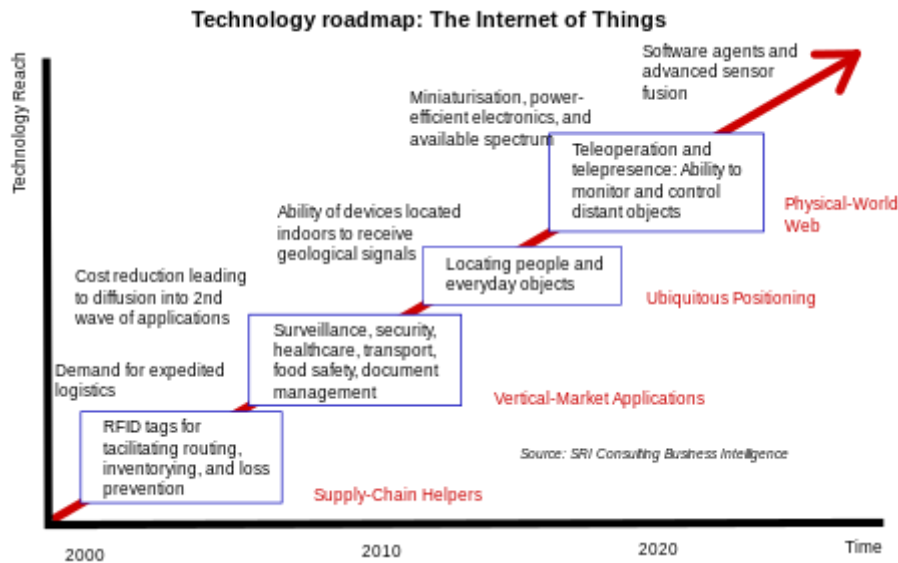 Technology roadmap: The Internet of Things
Technology Reach
Software agents and
advanced sensor
fusion
Miniaturisation, power-
efficient electronics, and
available spectrum
Teleoperation and
telepresence: Ability to
monitor and control
distant objects
Physical-World
Web
Ability of devices located
indoors to receive
geological signals
Locating people and
everyday objects
Ubiquitous Positioning
Cost reduction leading
to diffusion into 2nd
wave of applications
Surveillance, security,
healthcare, transport,
food safety, document
management
Vertical-Market Applications
Demand for expedited
logistics
RFID tags for
tacilitating routing,
inventorying, and loss
prevention
Supply-Chain Helpers
Source: SRI Consulting Business Intelligence
2000
2010
2020
Time